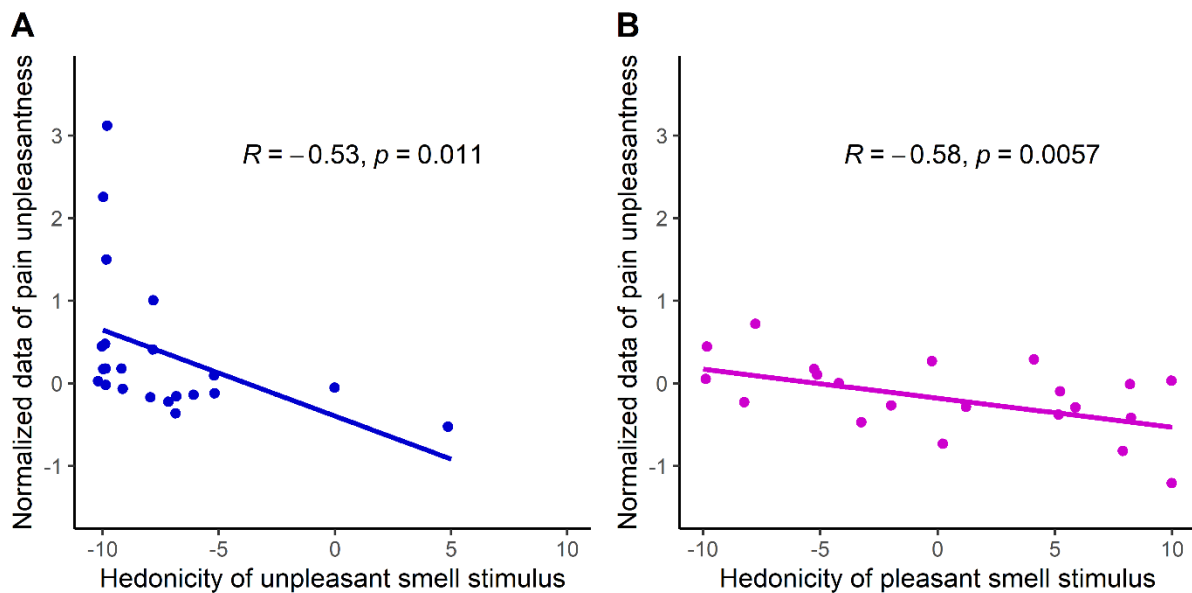 A
Normalized data of pain unpleasantness
3
2
1
0
-1
R = −0.53, p = 0.011
-10 -5 0 5 10
Hedonicity of unpleasant smell stimulus
B
Normalized data of pain unpleasantness
3
2
1
0
-1
R = −0.58, p = 0.0057
-10 -5 0 5 10
Hedonicity of pleasant smell stimulus